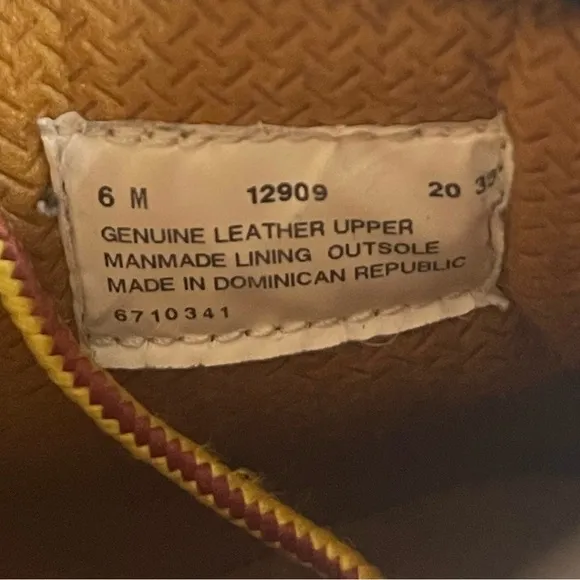 6 M 12909 20
GENUINE LEATHER UPPER
MANMADE LINING OUTSOLE
MADE IN DOMINICAN REPUBLIC
6710341